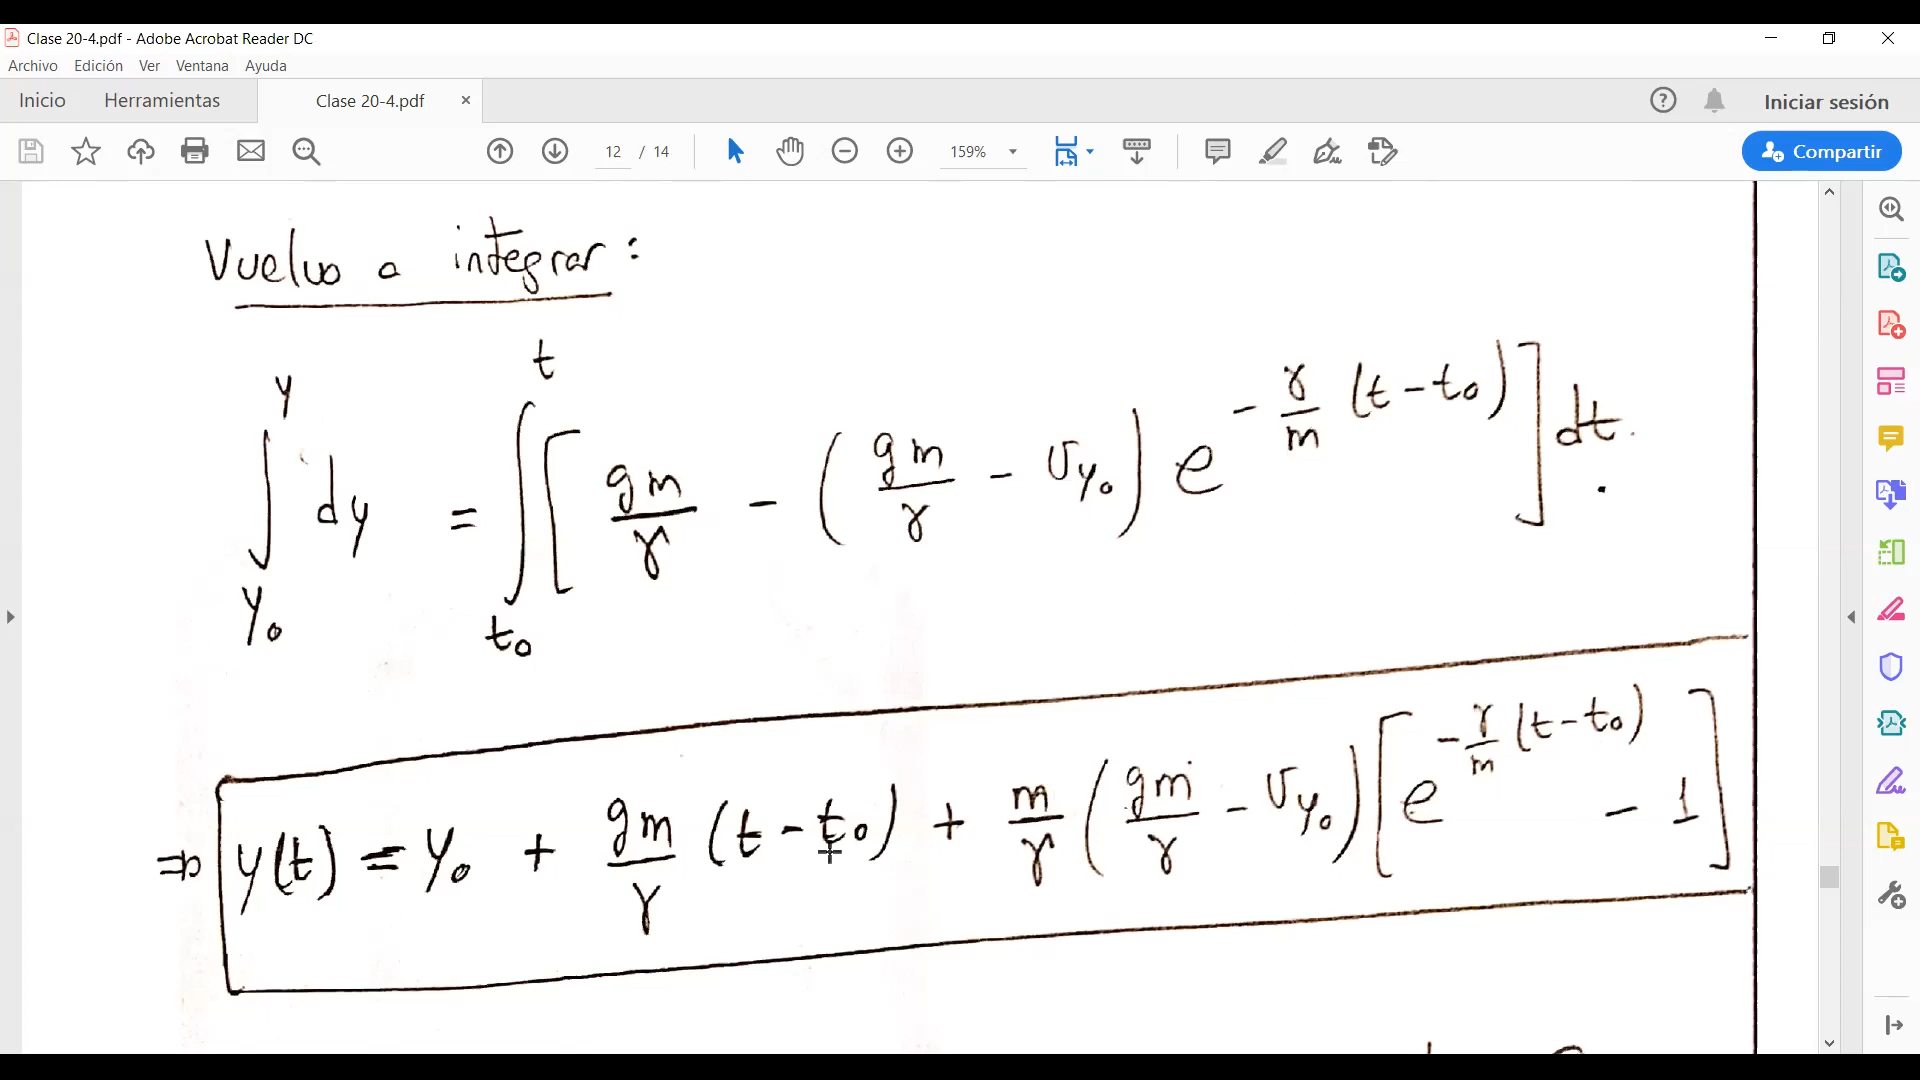 Clase 20-4.pdf - Adobe Acrobat Reader DC
Archivo Edición Ver Ventana Ayuda
Inicio Herramientas Clase 20-4.pdf × Iniciar sesión
12 / 14 159% Compartir
Vuelvo a integrar:
∫_{y₀}^{y} dy = ∫_{t₀}^{t} [ gm/γ - ( gm/γ - v_{y₀} ) e^{-γ/m (t-t₀)} ] dt.
⇒ y(t) = y₀ + gm/γ (t-t₀) + m/γ ( gm/γ - v_{y₀} ) [ e^{-γ/m (t-t₀)} - 1 ]